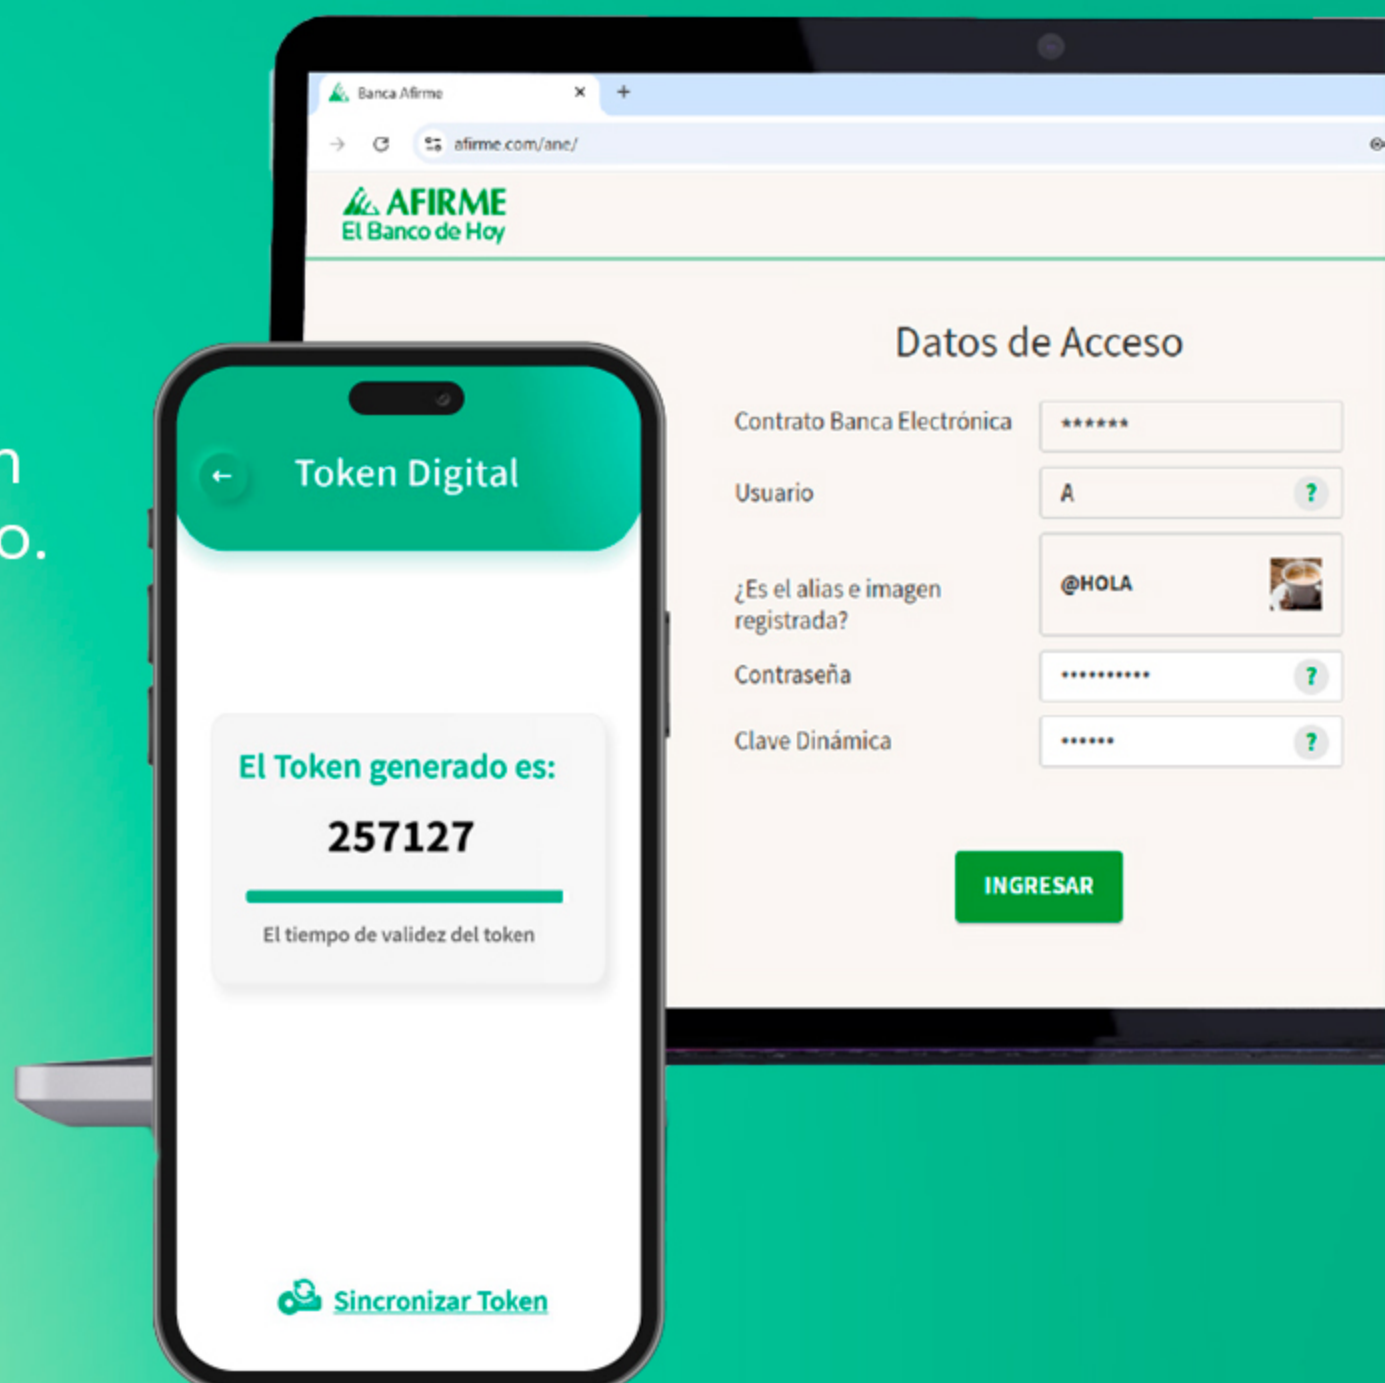 Banca Afirme
afirme.com/ane/
AFIRME
El Banco de Hoy
Datos de Acceso
Contrato Banca Electrónica
******
Usuario
A
?
¿Es el alias e imagen
registrada?
@HOLA
Contraseña
••••••••••
?
Clave Dinámica
••••••
?
INGRESAR
Token Digital
El Token generado es:
257127
El tiempo de validez del token
Sincronizar Token